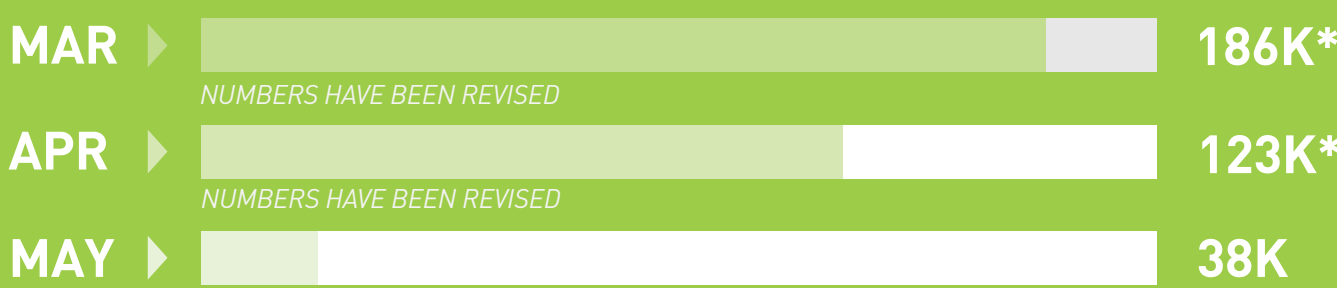 MAR 186K*
NUMBERS HAVE BEEN REVISED
APR 123K*
NUMBERS HAVE BEEN REVISED
MAY 38K